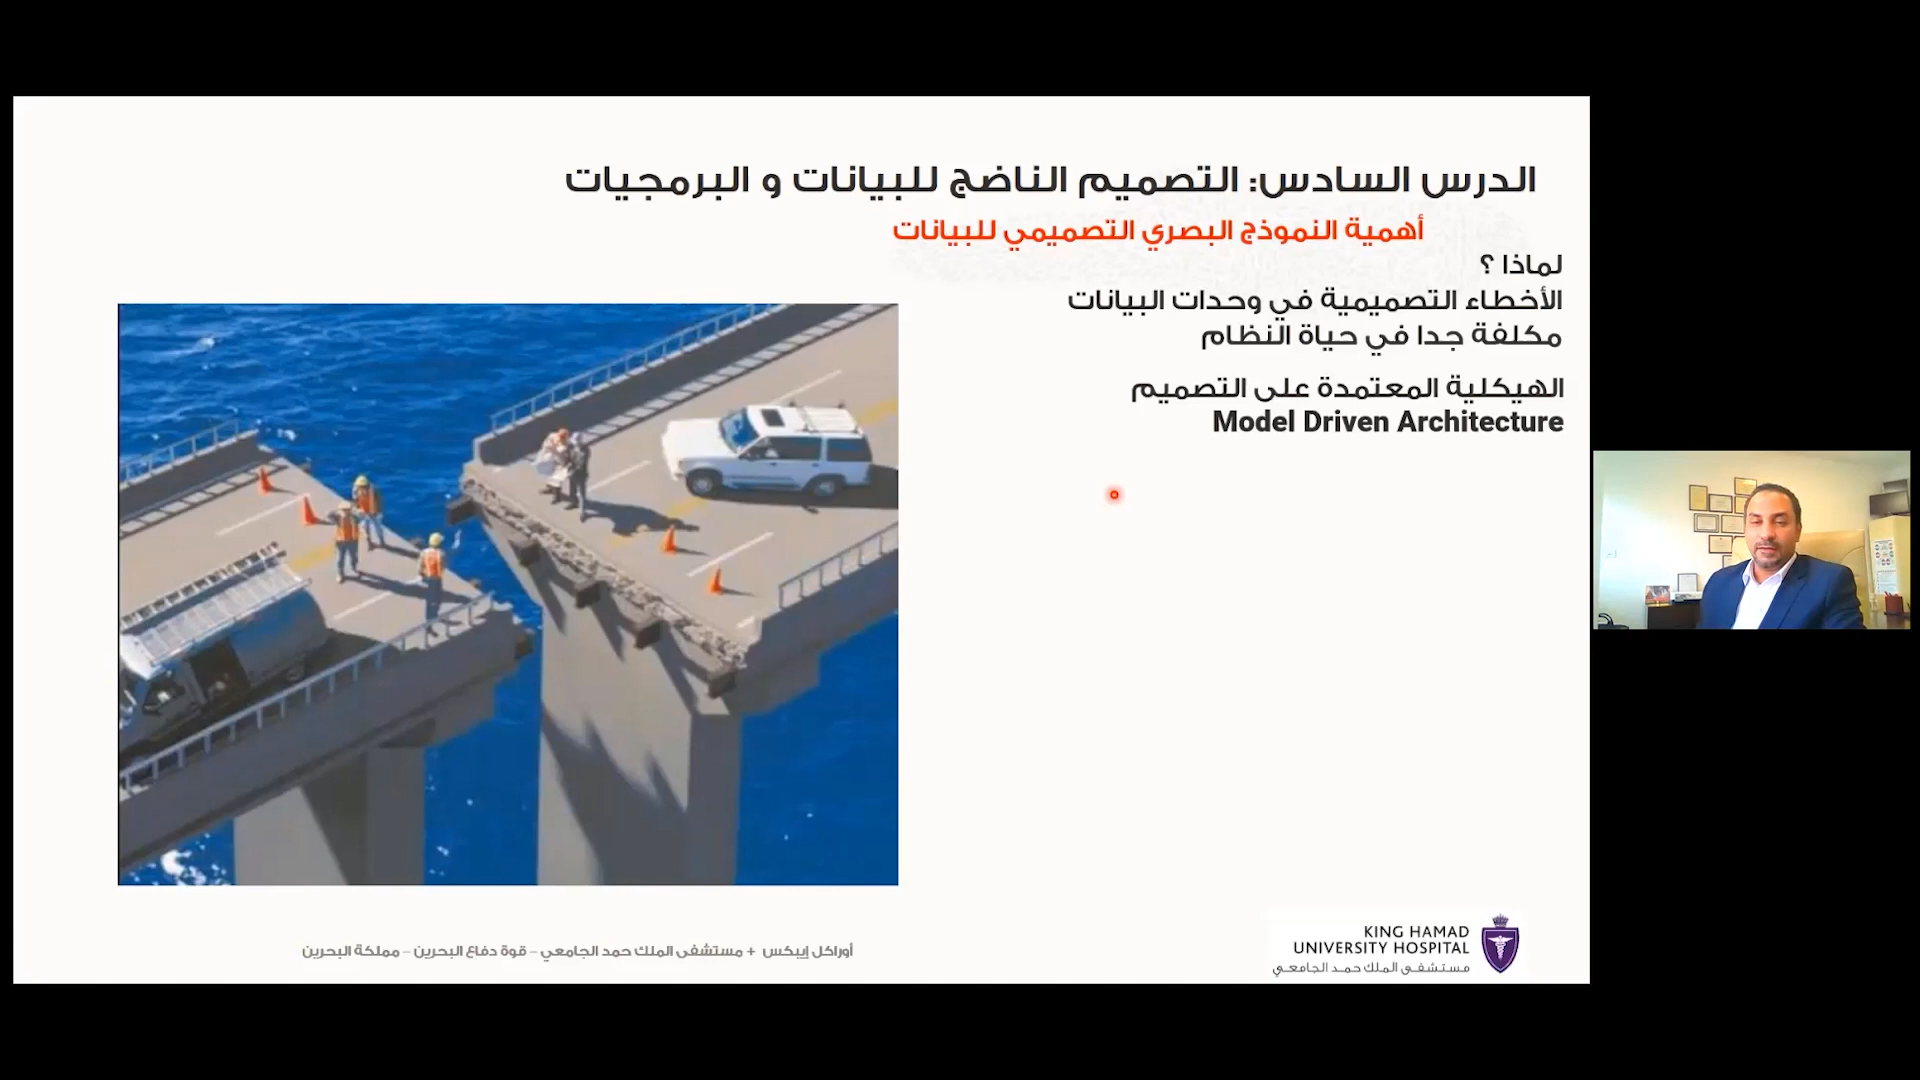 الدرس السادس: التصميم الناضج للبيانات و البرمجيات
أهمية النموذج البصري التصميمي للبيانات
لماذا ؟
الأخطاء التصميمية في وحدات البيانات
مكلفة جدا في حياة النظام
الهيكلية المعتمدة على التصميم
Model Driven Architecture
KING HAMAD
UNIVERSITY HOSPITAL
مستشفى الملك حمد الجامعي
أوراكل إيبكس + مستشفى الملك حمد الجامعي – قوة دفاع البحرين – مملكة البحرين